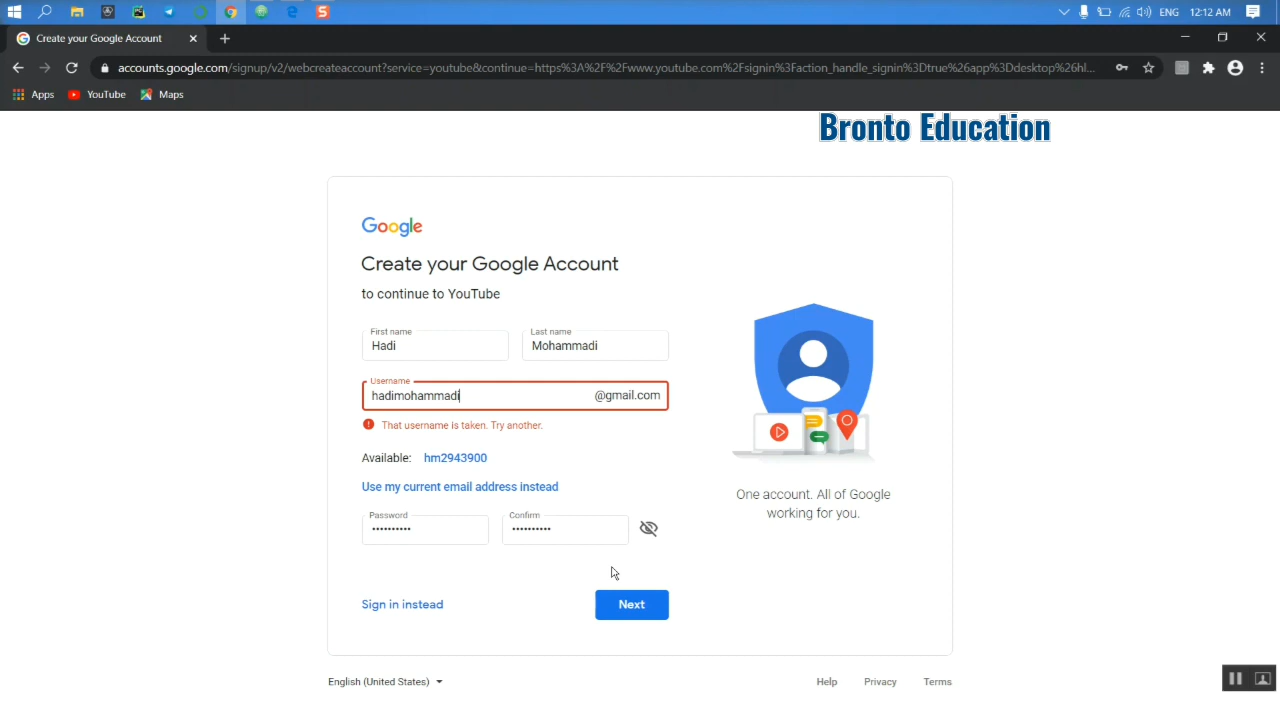 ENG 12:12 AM
Create your Google Account
accounts.google.com/signup/v2/webcreateaccount?service=youtube&continue=https%3A%2F%2Fwww.youtube.com%2Fsignin%3Faction_handle_signin%3Dtrue%26app%3Ddesktop%26hl...
Apps YouTube Maps
Bronto Education
Google
Create your Google Account
to continue to YouTube
First name Last name
Hadi Mohammadi
Username
hadimohammadi @gmail.com
That username is taken. Try another.
Available: hm2943900
Use my current email address instead
Password Confirm
•••••••••• ••••••••••
One account. All of Google
working for you.
Sign in instead Next
English (United States) Help Privacy Terms